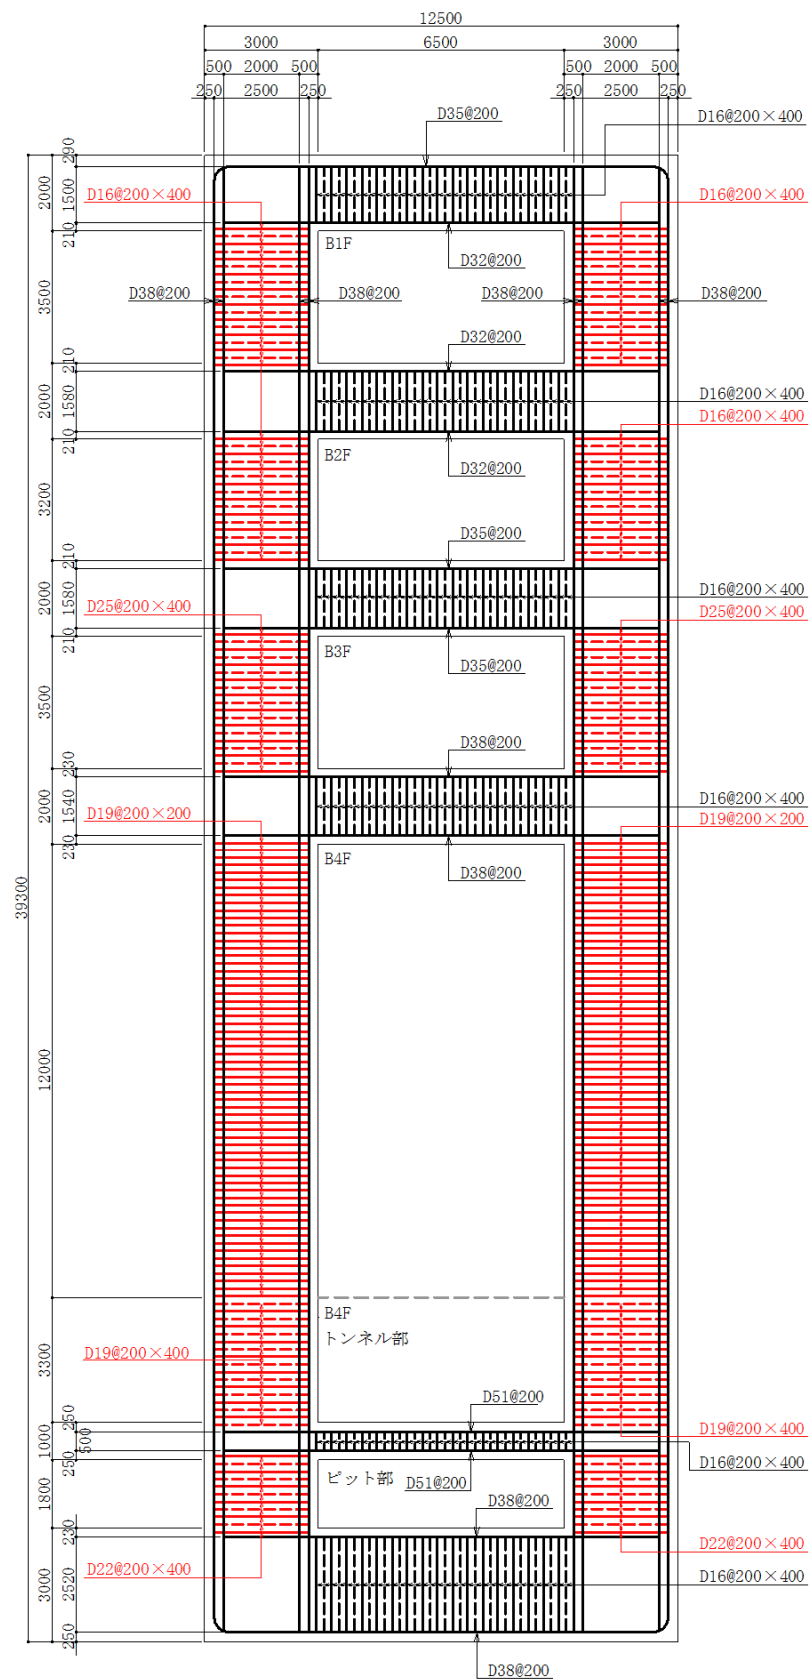 12500
3000 6500 3000
500 2000 500 500 2000 500
250 2500 250 250 2500 250
D35@200
D16@200×400
290
2000
1500
D16@200×400
D16@200×400
210
B1F
D32@200
3500
D38@200
D38@200
D38@200
D38@200
D32@200
210
2000
1580
D16@200×400
D16@200×400
210
B2F
D32@200
3200
D35@200
210
2000
1580
D25@200×400
D16@200×400
D25@200×400
210
B3F
D35@200
3500
D38@200
230
2000
1540
D19@200×200
D16@200×400
D19@200×200
230
B4F
D38@200
39300
12000
B4F
トンネル部
3300
D19@200×400
D51@200
250
D19@200×400
1000
500
D16@200×400
250
ピット部
D51@200
1800
D38@200
230
D22@200×400
D22@200×400
3000
2520
D16@200×400
250
D38@200